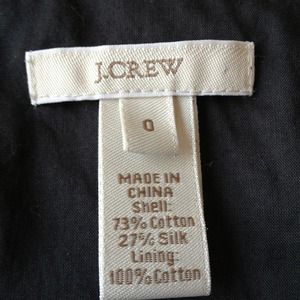 J.CREW
0
MADE IN
CHINA
Shell:
73% Cotton
27% Silk
Lining:
100% Cotton